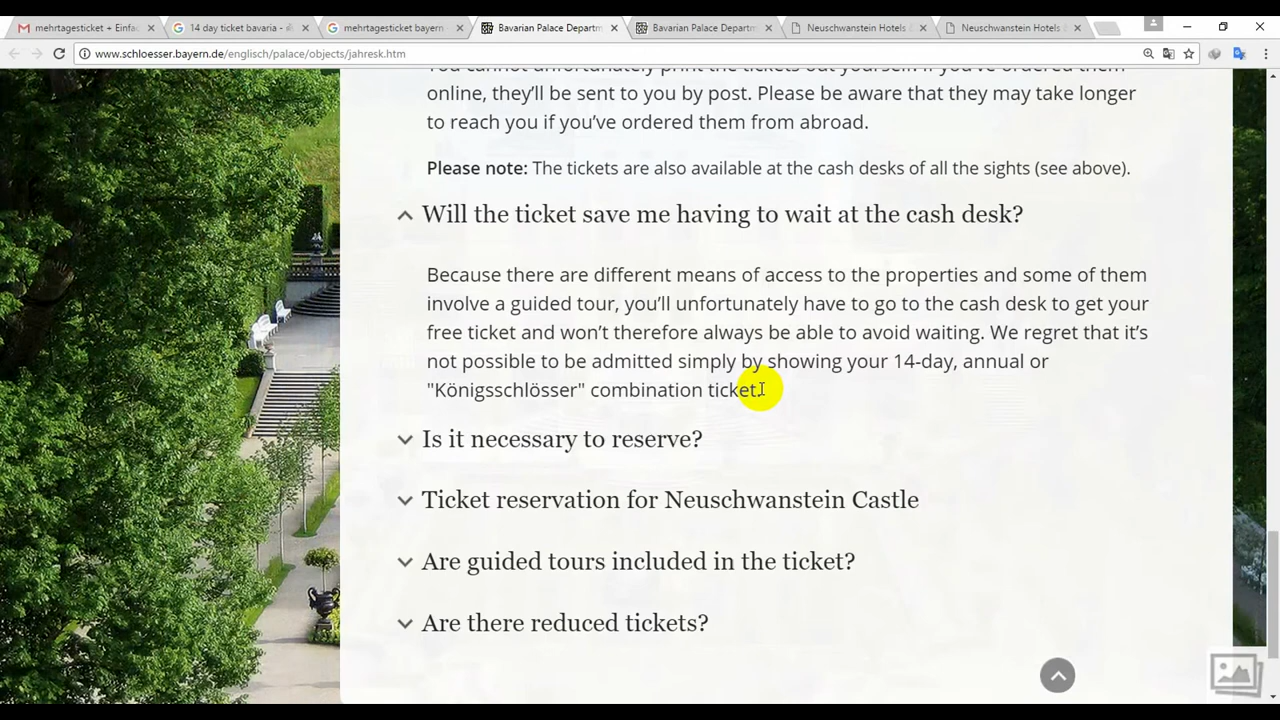 mehrtagesticket + Einfac
14 day ticket bavaria -
mehrtagesticket bayern
Bavarian Palace Departm
Bavarian Palace Departm
Neuschwanstein Hotels
Neuschwanstein Hotels
www.schloesser.bayern.de/englisch/palace/objects/jahresk.htm
online, they'll be sent to you by post. Please be aware that they may take longer
to reach you if you've ordered them from abroad.
Please note: The tickets are also available at the cash desks of all the sights (see above).
Will the ticket save me having to wait at the cash desk?
Because there are different means of access to the properties and some of them
involve a guided tour, you'll unfortunately have to go to the cash desk to get your
free ticket and won't therefore always be able to avoid waiting. We regret that it's
not possible to be admitted simply by showing your 14-day, annual or
"Königsschlösser" combination ticket.
Is it necessary to reserve?
Ticket reservation for Neuschwanstein Castle
Are guided tours included in the ticket?
Are there reduced tickets?